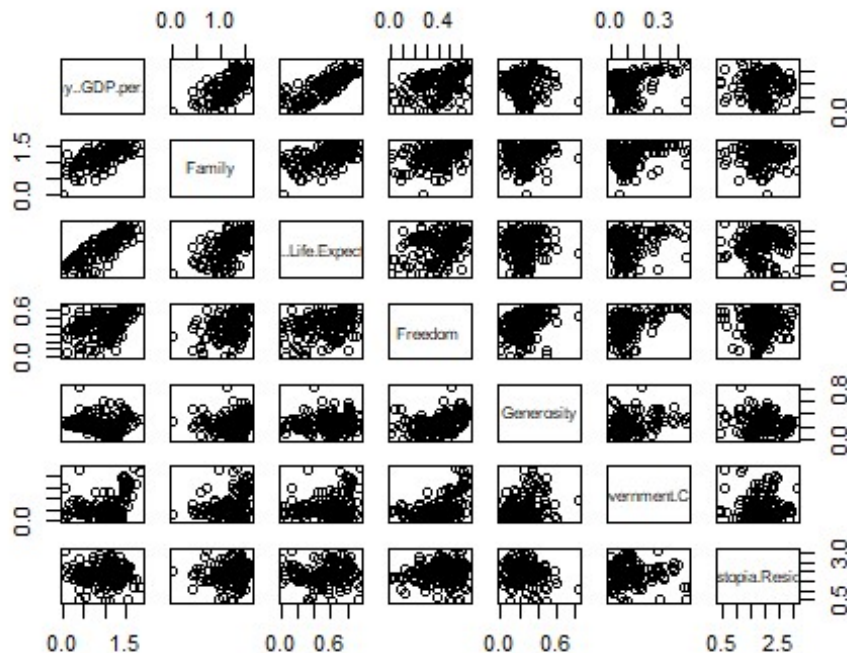 0.0 1.0 0.0 0.4 0.0 0.3
y..GDP.per. 0.0
0.0 1.5 Family
..Life.Expect 0.0
0.0 0.6 Freedom
Generosity 0.0 0.8
0.0 vernment.C
stopia.Resid 0.5 3.0
0.0 1.5 0.0 0.6 0.0 0.6 0.5 2.5